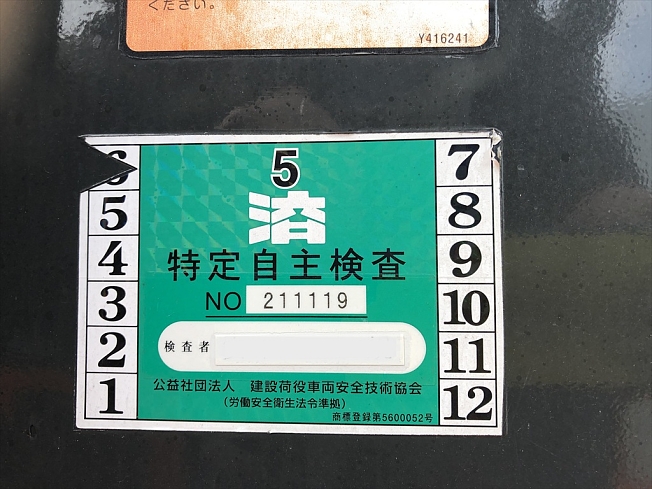 ください。
Y416241
5
済
特定自主検査
NO 211119
検査者
公益社団法人 建設荷役車両安全技術協会
(労働安全衛生法令準拠)
商標登録第5600052号
6
5
4
3
2
1
7
8
9
10
11
12